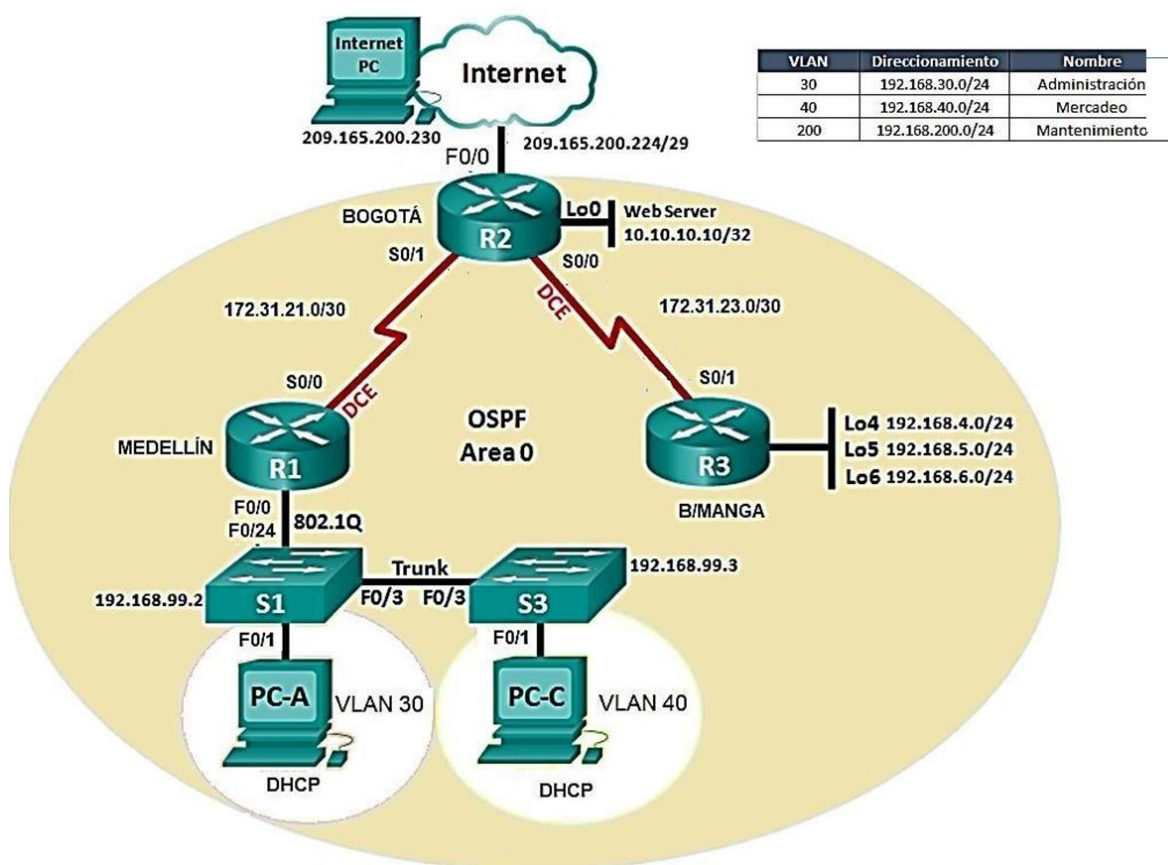 Internet
PC
Internet
209.165.200.230
209.165.200.224/29
F0/0
VLAN Direccionamiento Nombre
30 192.168.30.0/24 Administración
40 192.168.40.0/24 Mercadeo
200 192.168.200.0/24 Mantenimiento
BOGOTÁ
R2
Lo0
Web Server
10.10.10.10/32
S0/1
S0/0
DCE
172.31.21.0/30
172.31.23.0/30
S0/0
DCE
S0/1
OSPF
Area 0
MEDELLÍN
R1
R3
B/MANGA
Lo4 192.168.4.0/24
Lo5 192.168.5.0/24
Lo6 192.168.6.0/24
F0/0
F0/24
802.1Q
Trunk
192.168.99.2
S1
F0/3
F0/3
S3
192.168.99.3
F0/1
F0/1
PC-A
VLAN 30
DHCP
PC-C
VLAN 40
DHCP